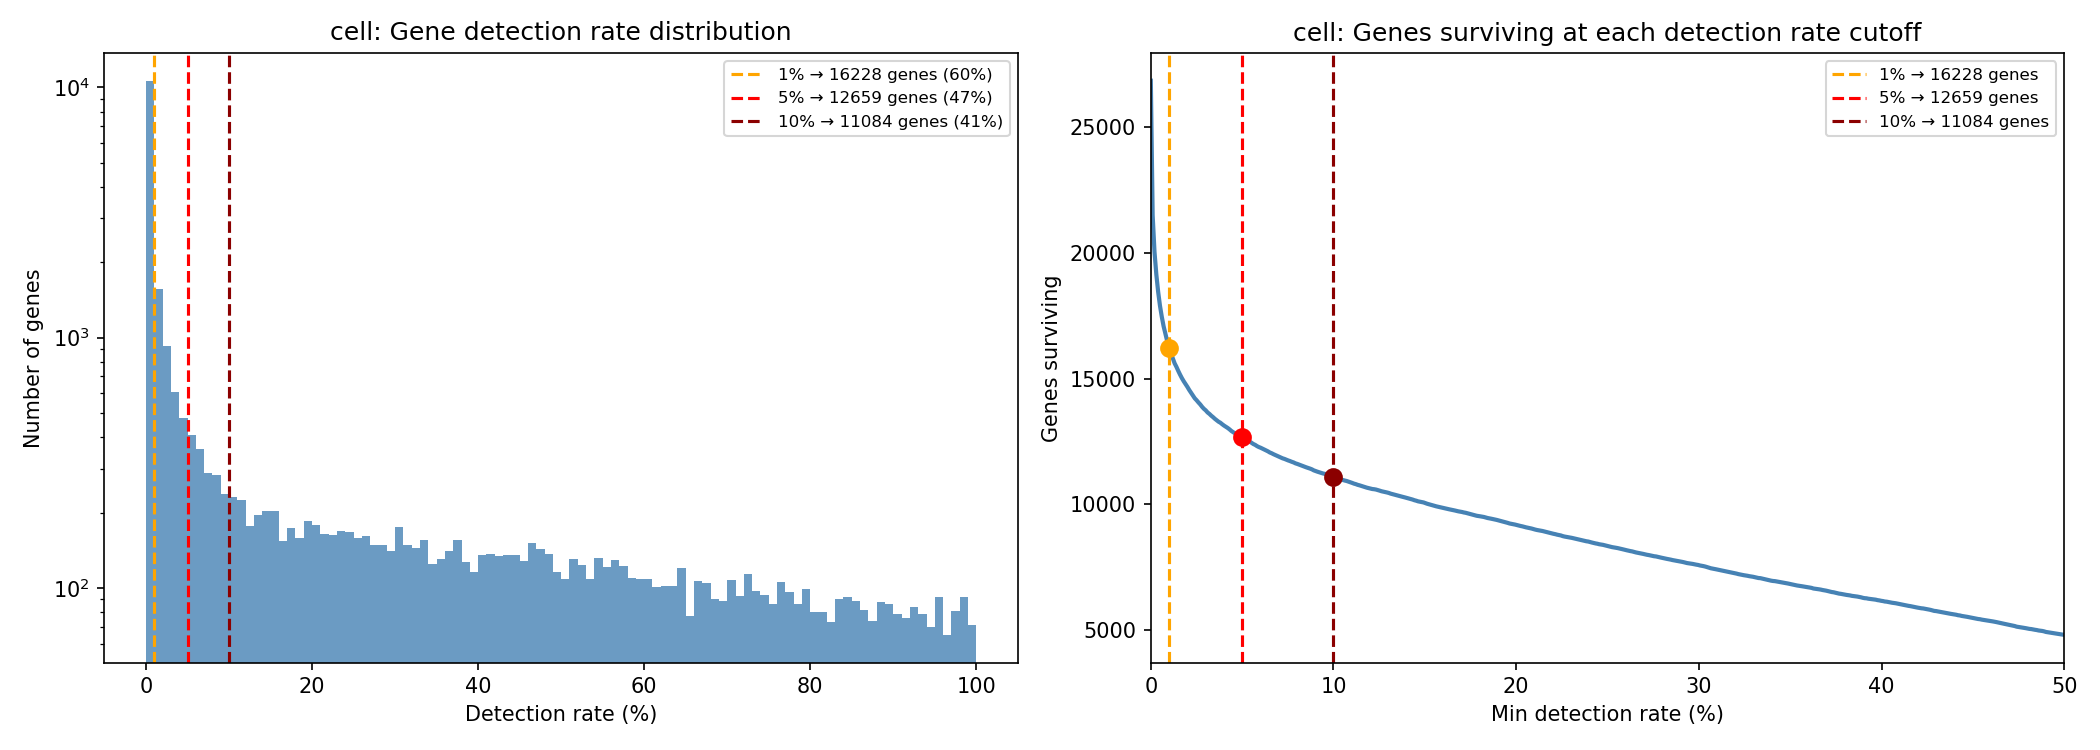 cell: Gene detection rate distribution
Number of genes
10⁴
10³
10²
1% → 16228 genes (60%)
5% → 12659 genes (47%)
10% → 11084 genes (41%)
0
20
40
60
80
100
Detection rate (%)
cell: Genes surviving at each detection rate cutoff
Genes surviving
25000
20000
15000
10000
5000
1% → 16228 genes
5% → 12659 genes
10% → 11084 genes
0
10
20
30
40
50
Min detection rate (%)